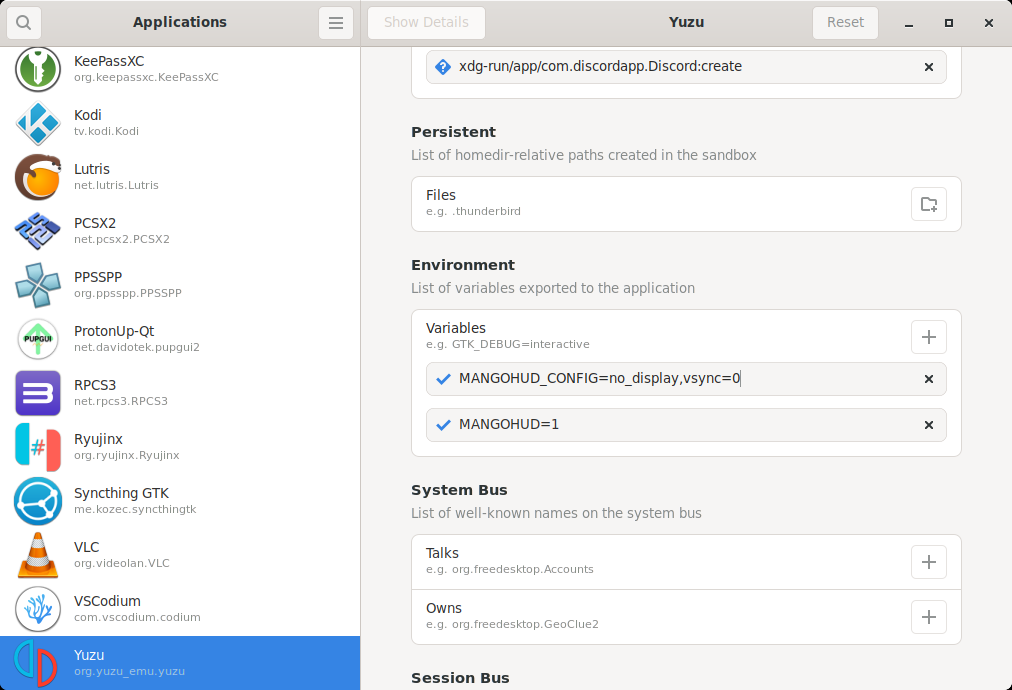 Applications
Show Details
Yuzu
Reset
KeePassXC
org.keepassxc.KeePassXC
Kodi
tv.kodi.Kodi
Lutris
net.lutris.Lutris
PCSX2
net.pcsx2.PCSX2
PPSSPP
org.ppsspp.PPSSPP
PUPGUI
ProtonUp-Qt
net.davidotek.pupgui2
RPCS3
net.rpcs3.RPCS3
Ryujinx
org.ryujinx.Ryujinx
Syncthing GTK
me.kozec.syncthingtk
VLC
org.videolan.VLC
VSCodium
com.vscodium.codium
Yuzu
org.yuzu_emu.yuzu
xdg-run/app/com.discordapp.Discord:create
Persistent
List of homedir-relative paths created in the sandbox
Files
e.g. .thunderbird
Environment
List of variables exported to the application
Variables
e.g. GTK_DEBUG=interactive
MANGOHUD_CONFIG=no_display,vsync=0
MANGOHUD=1
System Bus
List of well-known names on the system bus
Talks
e.g. org.freedesktop.Accounts
Owns
e.g. org.freedesktop.GeoClue2
Session Bus